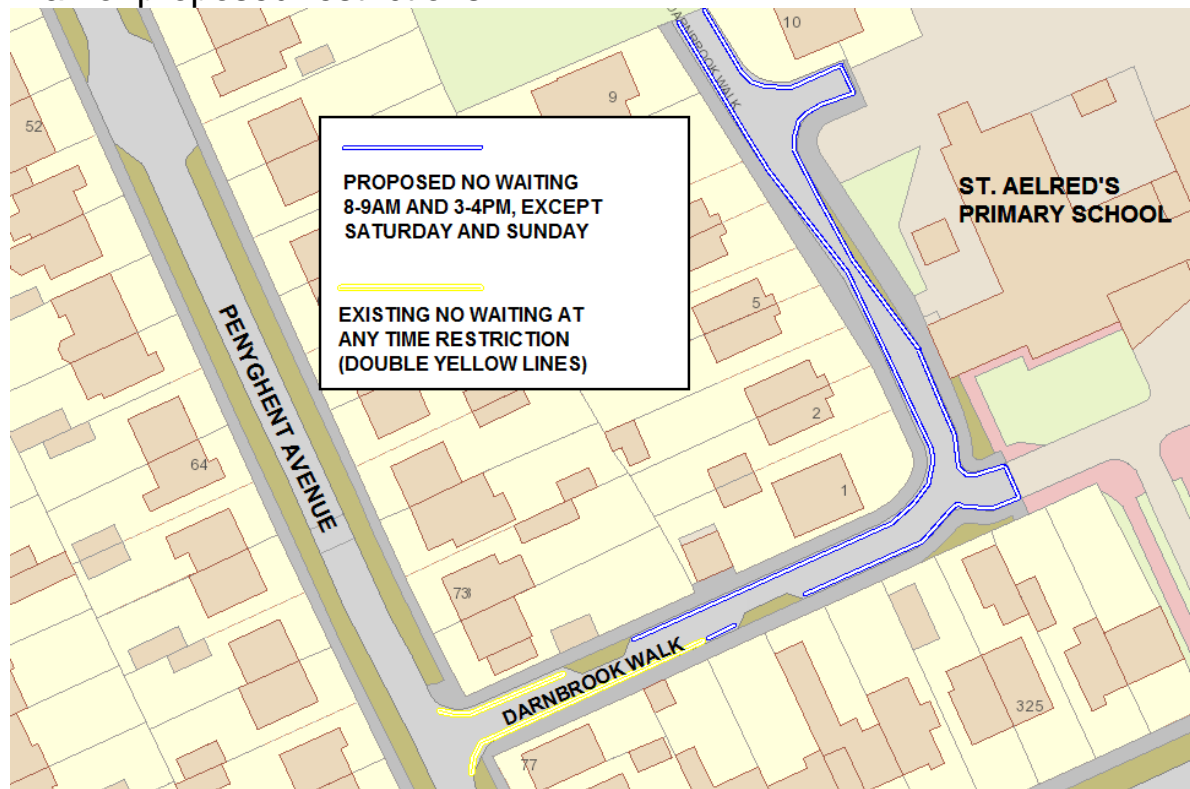 10
DARNBROOK WALK
9
52
PROPOSED NO WAITING
8-9AM AND 3-4PM, EXCEPT
SATURDAY AND SUNDAY
ST. AELRED'S
PRIMARY SCHOOL
EXISTING NO WAITING AT
ANY TIME RESTRICTION
(DOUBLE YELLOW LINES)
5
PENYGHENT AVENUE
2
64
1
73
DARNBROOK WALK
325
77